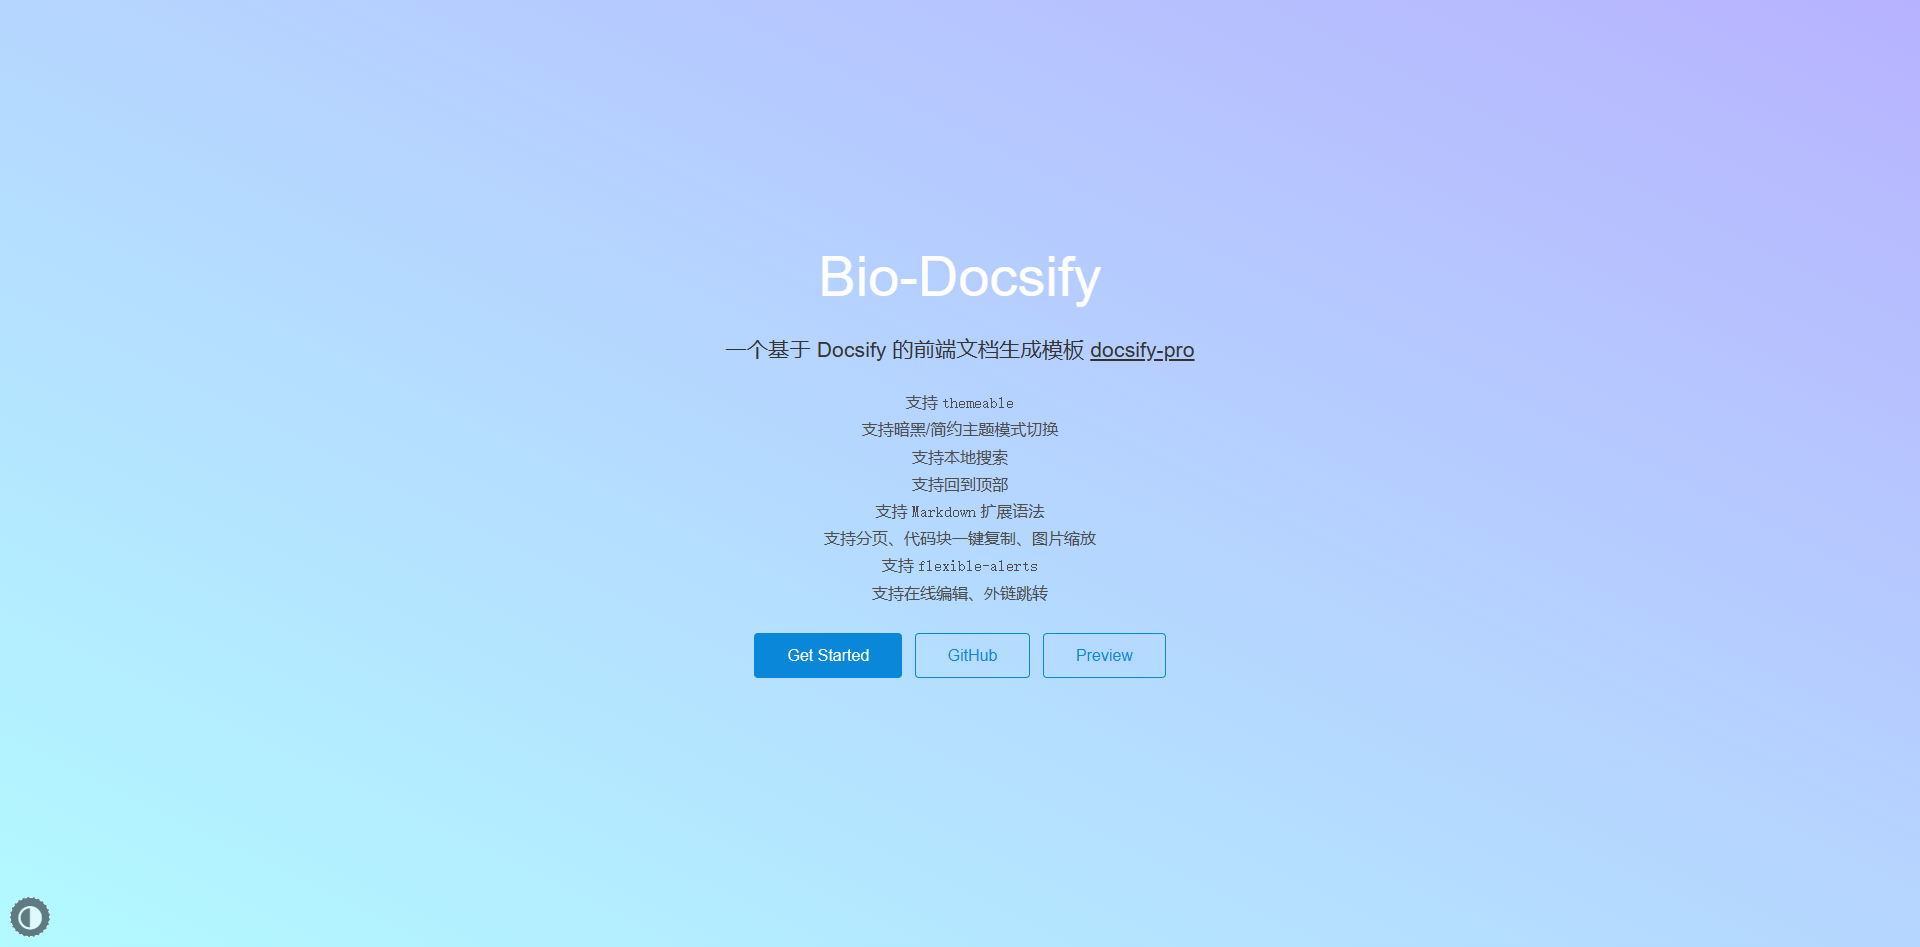 Bio-Docsify
一个基于 Docsify 的前端文档生成模板 docsify-pro
支持 themeable
支持暗黑/简约主题模式切换
支持本地搜索
支持回到顶部
支持 Markdown 扩展语法
支持分页、代码块一键复制、图片缩放
支持 flexible-alerts
支持在线编辑、外链跳转
Get Started GitHub Preview